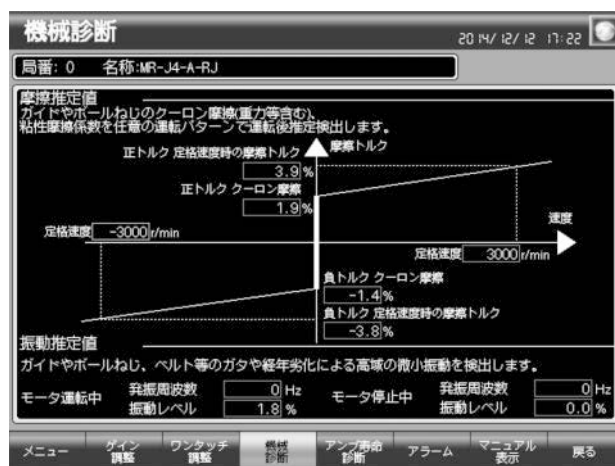 機械診断
2014/12/12 17:22
局番: 0 名称:MR-J4-A-RJ
摩擦推定値
ガイドやボールねじのクーロン摩擦(重力等含む)、
粘性摩擦係数を任意の運転パターンで運転後推定検出します。
正トルク 定格速度時の摩擦トルク 摩擦トルク
3.9 %
正トルク クーロン摩擦
1.9 %
速度
定格速度 -3000 r/min
定格速度 3000 r/min
負トルク クーロン摩擦
-1.4 %
負トルク 定格速度時の摩擦トルク
-3.8 %
振動推定値
ガイドやボールねじ、ベルト等のガタや経年劣化による高域の微小振動を検出します。
モータ運転中 発振周波数 0 Hz モータ停止中 発振周波数 0 Hz
振動レベル 1.8 % 振動レベル 0.0 %
メニュー ゲイン調整 ワンタッチ調整 機械診断 アンプ寿命診断 アラーム マニュアル表示 戻る